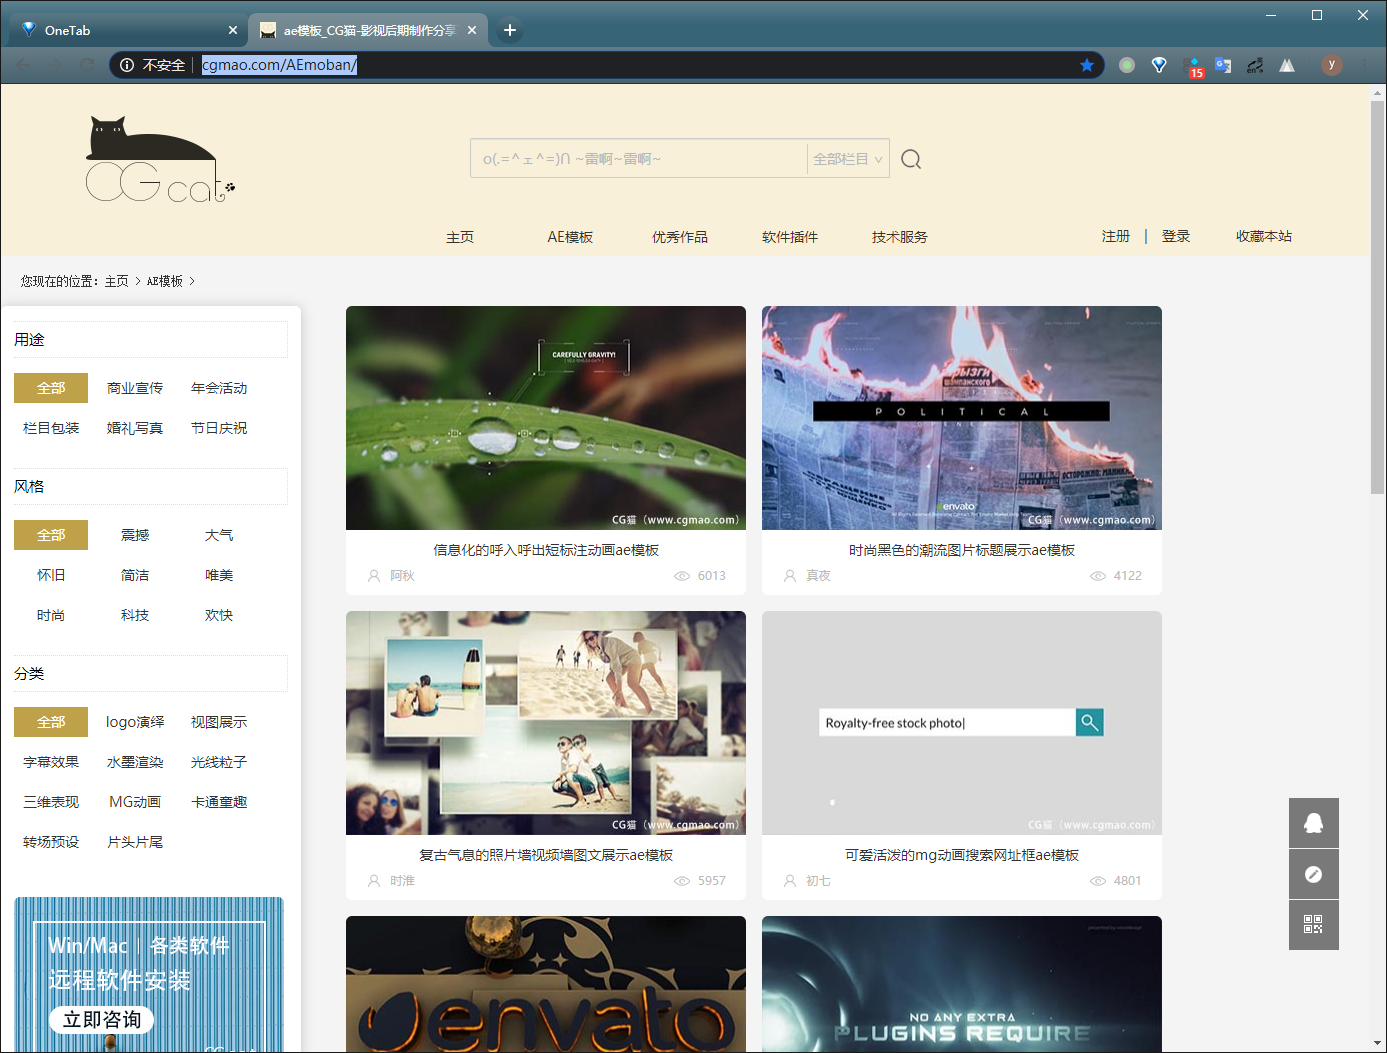 OneTab
ae模板_CG猫-影视后期制作分享
不安全
cgmao.com/AEmoban/
15
y
CG cat
o(.=^ェ^=)∩ ~雷啊~雷啊~
全部栏目
主页 AE模板 优秀作品 软件插件 技术服务
注册 | 登录 收藏本站
您现在的位置：主页 > AE模板 >
用途
全部 商业宣传 年会活动
栏目包装 婚礼写真 节日庆祝
风格
全部 震撼 大气
怀旧 简洁 唯美
时尚 科技 欢快
分类
全部 logo演绎 视图展示
字幕效果 水墨渲染 光线粒子
三维表现 MG动画 卡通童趣
转场预设 片头片尾
Win/Mac | 各类软件
远程软件安装
立即咨询
CAREFULLY GRAVITY!
CG猫（www.cgmao.com）
信息化的呼入呼出短标注动画ae模板
阿秋 6013
POLITICAL
OPENER
envato
CG猫（www.cgmao.com）
时尚黑色的潮流图片标题展示ae模板
真夜 4122
CG猫（www.cgmao.com）
复古气息的照片墙视频墙图文展示ae模板
时淮 5957
Royalty-free stock photo|
CG猫（www.cgmao.com）
可爱活泼的mg动画搜索网址框ae模板
初七 4801
envato
NO ANY EXTRA
PLUGINS REQUIRE